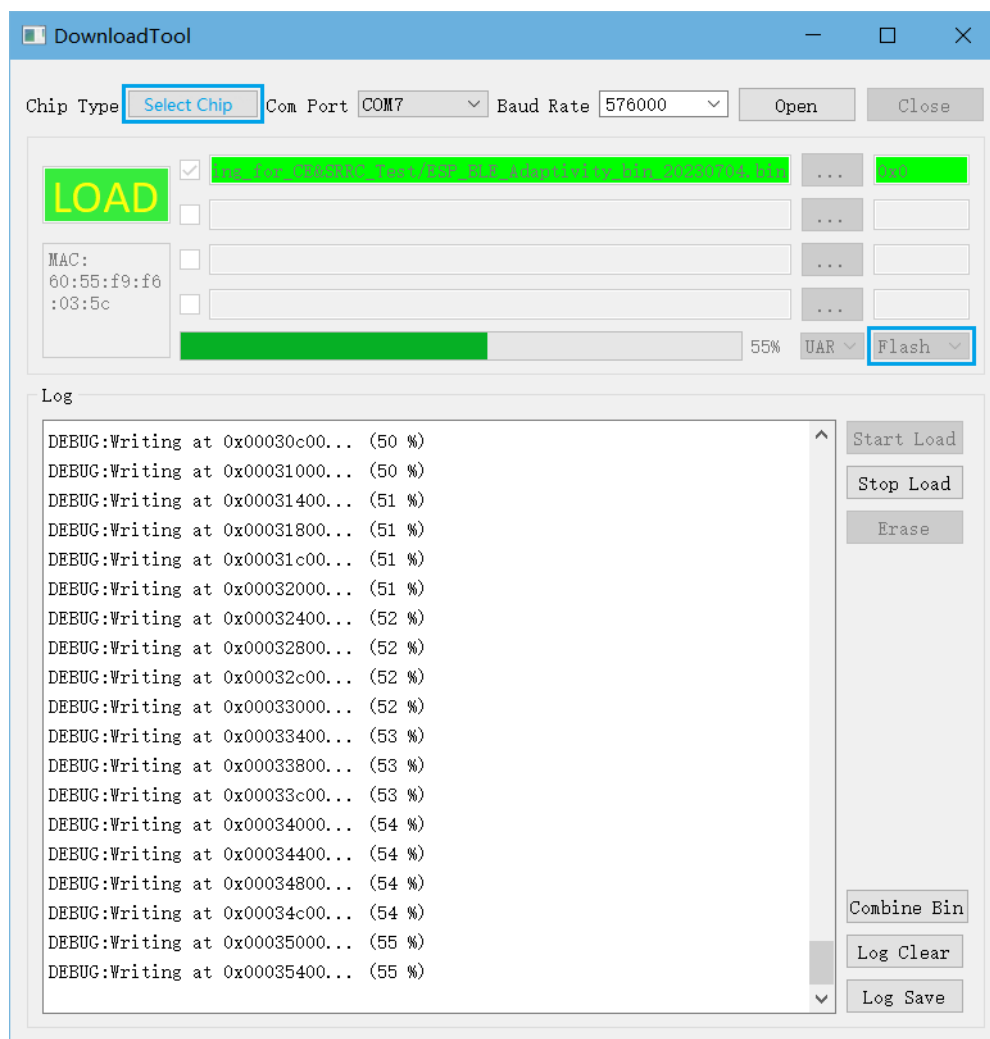 DownloadTool
Chip Type Select Chip Com Port COM7 Baud Rate 576000 Open Close
LOAD
ing_for_CE&SRRC_Test/ESP_BLE_Adaptivity_bin_20230704.bin ... 0x0
...
MAC:
60:55:f9:f6
:03:5c
...
...
55% UAR Flash
Log
DEBUG:Writing at 0x00030c00... (50 %)
DEBUG:Writing at 0x00031000... (50 %)
DEBUG:Writing at 0x00031400... (51 %)
DEBUG:Writing at 0x00031800... (51 %)
DEBUG:Writing at 0x00031c00... (51 %)
DEBUG:Writing at 0x00032000... (51 %)
DEBUG:Writing at 0x00032400... (52 %)
DEBUG:Writing at 0x00032800... (52 %)
DEBUG:Writing at 0x00032c00... (52 %)
DEBUG:Writing at 0x00033000... (52 %)
DEBUG:Writing at 0x00033400... (53 %)
DEBUG:Writing at 0x00033800... (53 %)
DEBUG:Writing at 0x00033c00... (53 %)
DEBUG:Writing at 0x00034000... (54 %)
DEBUG:Writing at 0x00034400... (54 %)
DEBUG:Writing at 0x00034800... (54 %)
DEBUG:Writing at 0x00034c00... (54 %)
DEBUG:Writing at 0x00035000... (55 %)
DEBUG:Writing at 0x00035400... (55 %)
Start Load
Stop Load
Erase
Combine Bin
Log Clear
Log Save